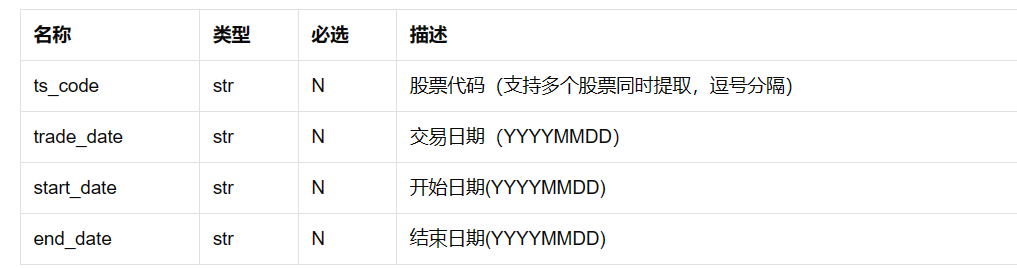 名称 类型 必选 描述
ts_code str N 股票代码（支持多个股票同时提取，逗号分隔）
trade_date str N 交易日期（YYYYMMDD）
start_date str N 开始日期(YYYYMMDD)
end_date str N 结束日期(YYYYMMDD)